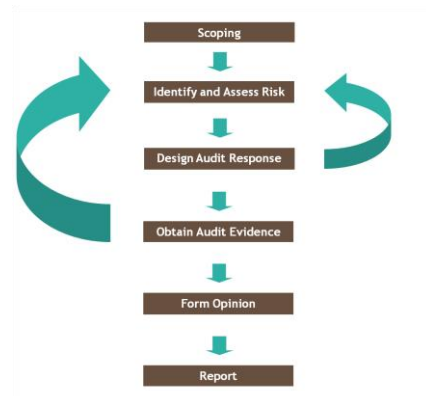 Scoping
Identify and Assess Risk
Design Audit Response
Obtain Audit Evidence
Form Opinion
Report